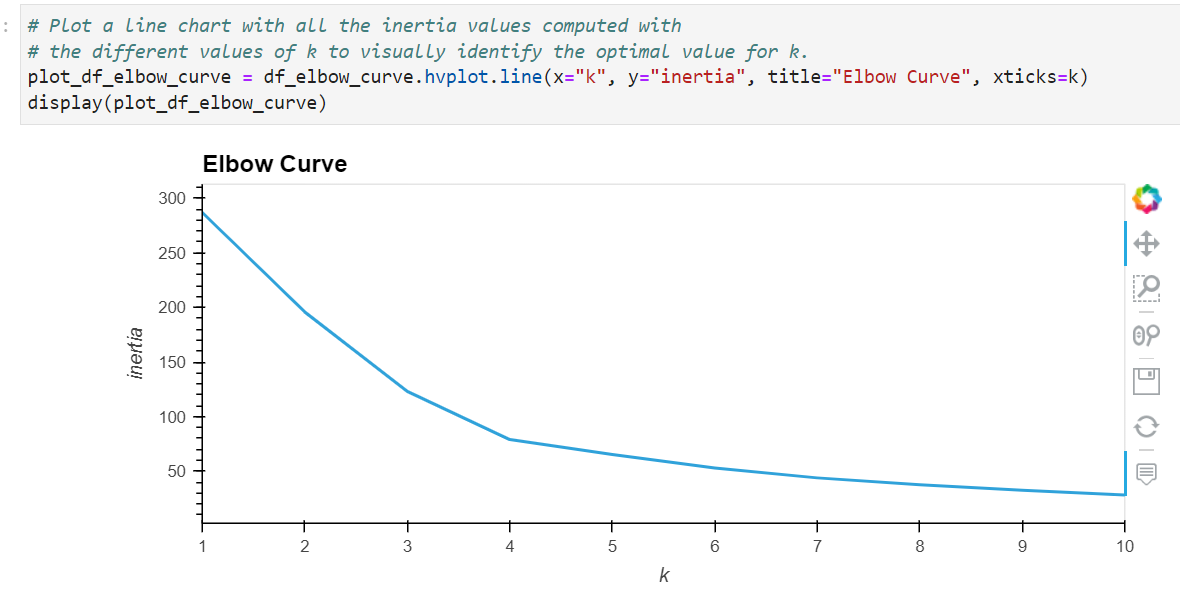 :
# Plot a line chart with all the inertia values computed with
# the different values of k to visually identify the optimal value for k.
plot_df_elbow_curve = df_elbow_curve.hvplot.line(x="k", y="inertia", title="Elbow Curve", xticks=k)
display(plot_df_elbow_curve)
Elbow Curve
300
250
200
150
100
50
inertia
1 2 3 4 5 6 7 8 9 10
k